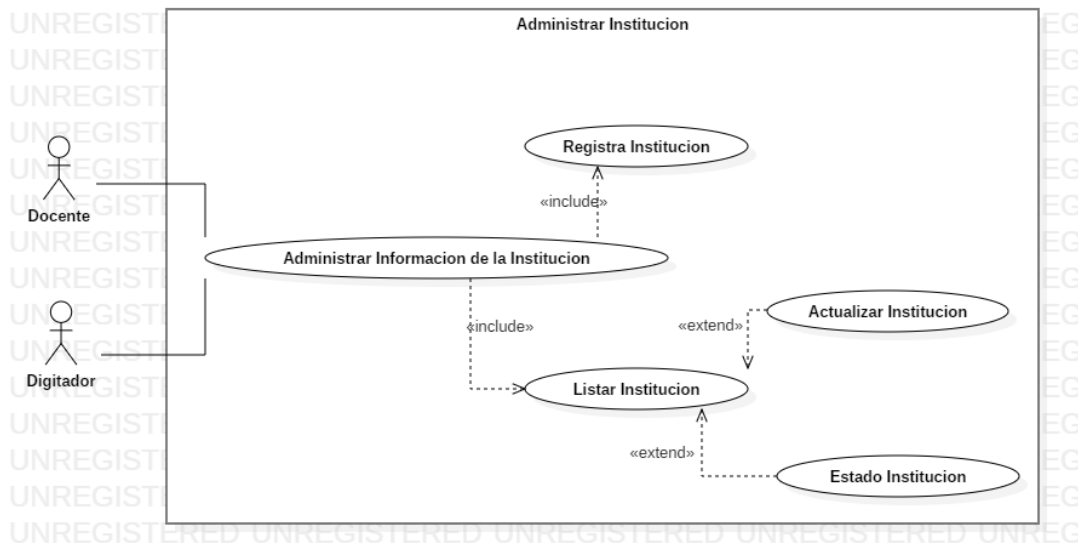 Administrar Institucion
Registra Institucion
«include»
Docente
Administrar Informacion de la Institucion
Actualizar Institucion
«include»
«extend»
Digitador
Listar Institucion
«extend»
Estado Institucion
UNREGISTERED UNREGISTERED UNREGISTERED UNREGISTERED UNREG